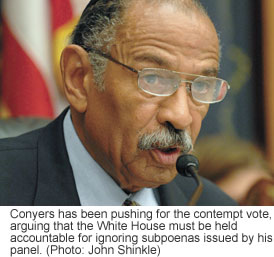 Conyers has been pushing for the contempt vote,
arguing that the White House must be held
accountable for ignoring subpoenas issued by his
panel. (Photo: John Shinkle)